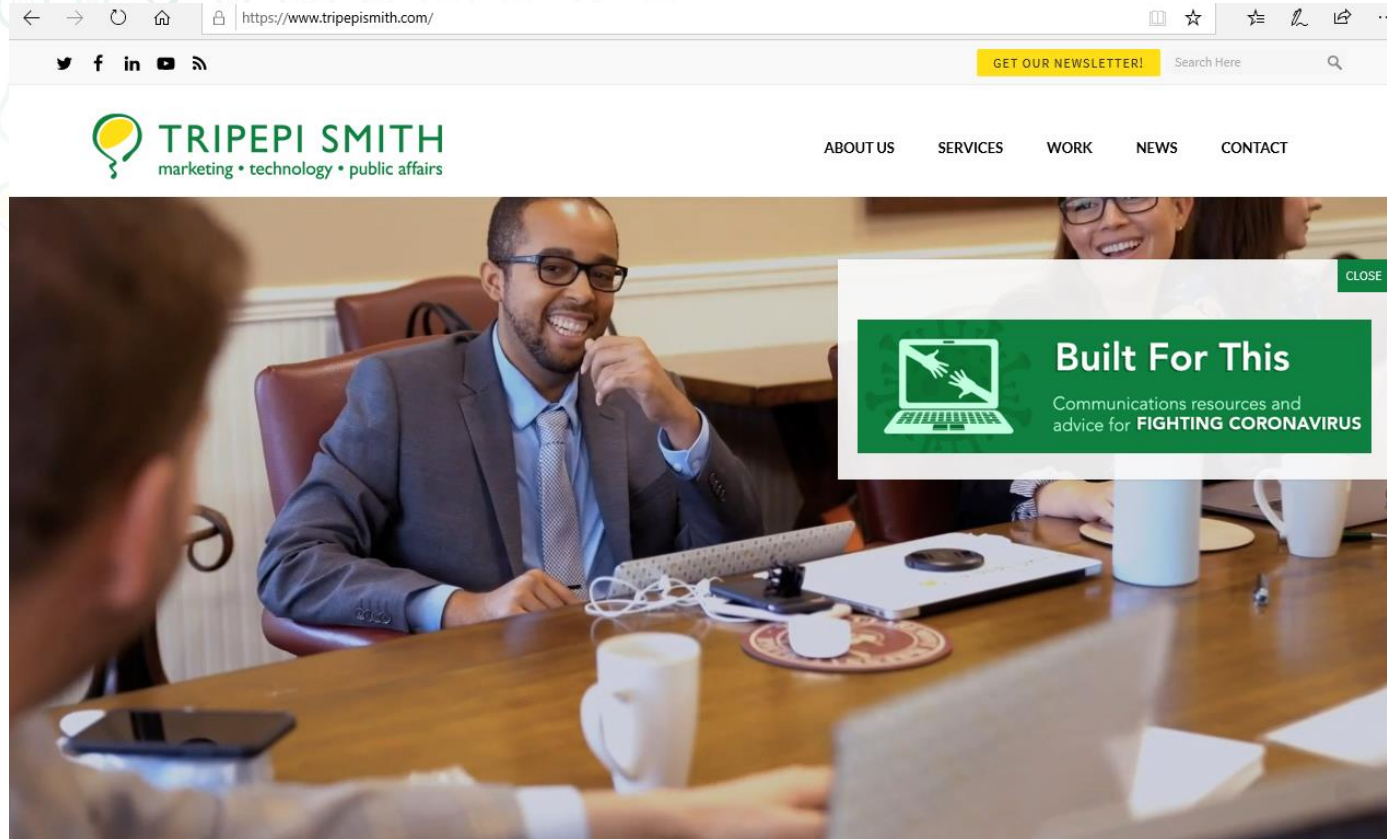 https://www.tripepismith.com/
GET OUR NEWSLETTER!
Search Here
TRIPEPI SMITH
marketing • technology • public affairs
ABOUT US SERVICES WORK NEWS CONTACT
CLOSE
Built For This
Communications resources and
advice for FIGHTING CORONAVIRUS